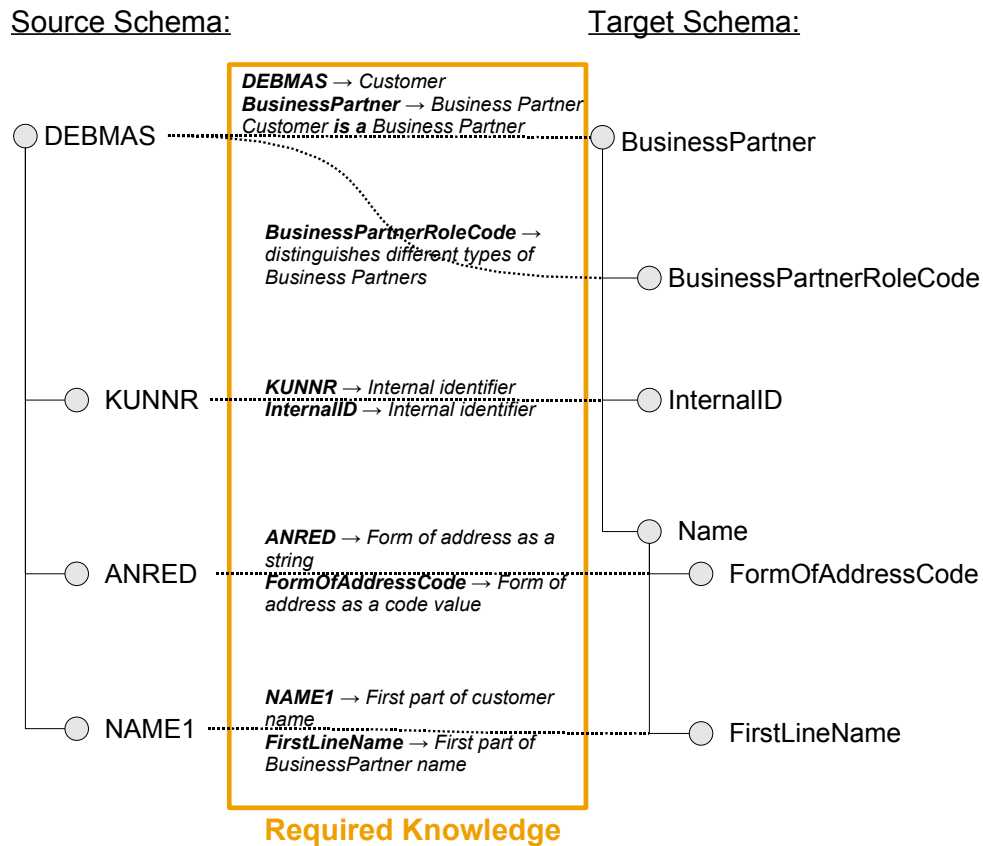 Source Schema:
Target Schema:
DEBMAS → Customer
BusinessPartner → Business Partner
Customer is a Business Partner
DEBMAS
BusinessPartner
BusinessPartnerRoleCode →
distinguishes different types of
Business Partners
BusinessPartnerRoleCode
KUNNR
KUNNR → Internal identifier
InternalID → Internal identifier
InternalID
ANRED → Form of address as a
string
FormOfAddressCode → Form of
address as a code value
Name
ANRED
FormOfAddressCode
NAME1 → First part of customer
name
FirstLineName → First part of
BusinessPartner name
NAME1
FirstLineName
Required Knowledge